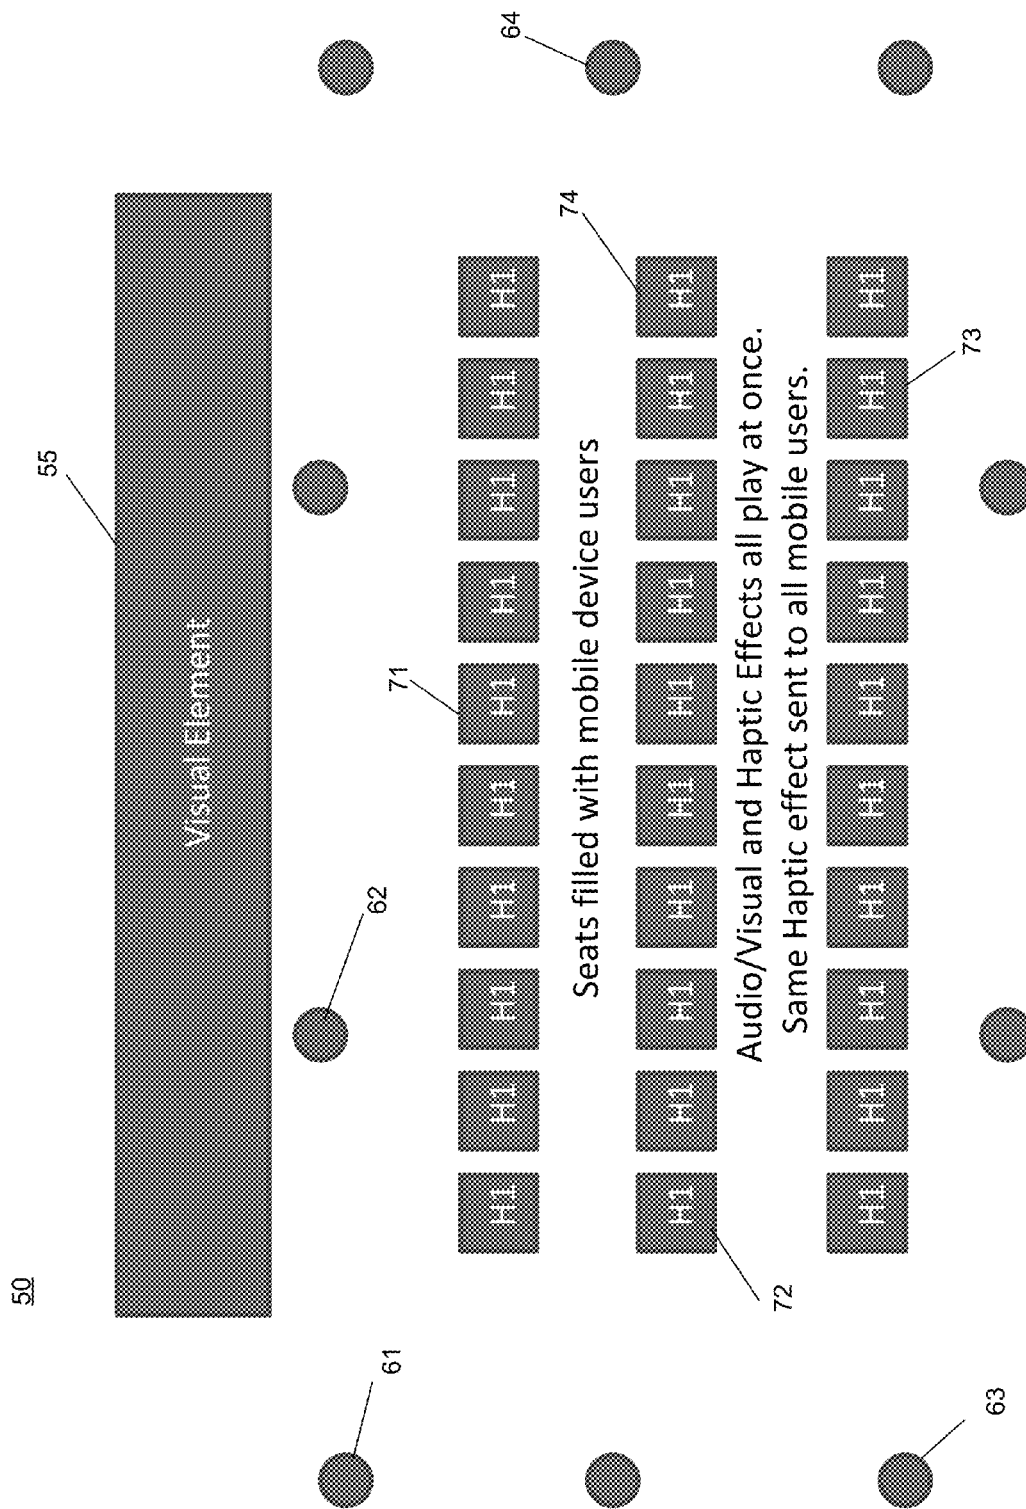 50
55
Visual Element
62
61
71
H1 H1 H1 H1 H1 H1 H1 H1 H1 H1
64
74
Seats filled with mobile device users
H1 H1 H1 H1 H1 H1 H1 H1 H1 H1
Audio/Visual and Haptic Effects all play at once.
72
Same Haptic effect sent to all mobile users.
H1 H1 H1 H1 H1 H1 H1 H1 H1 H1
73
63